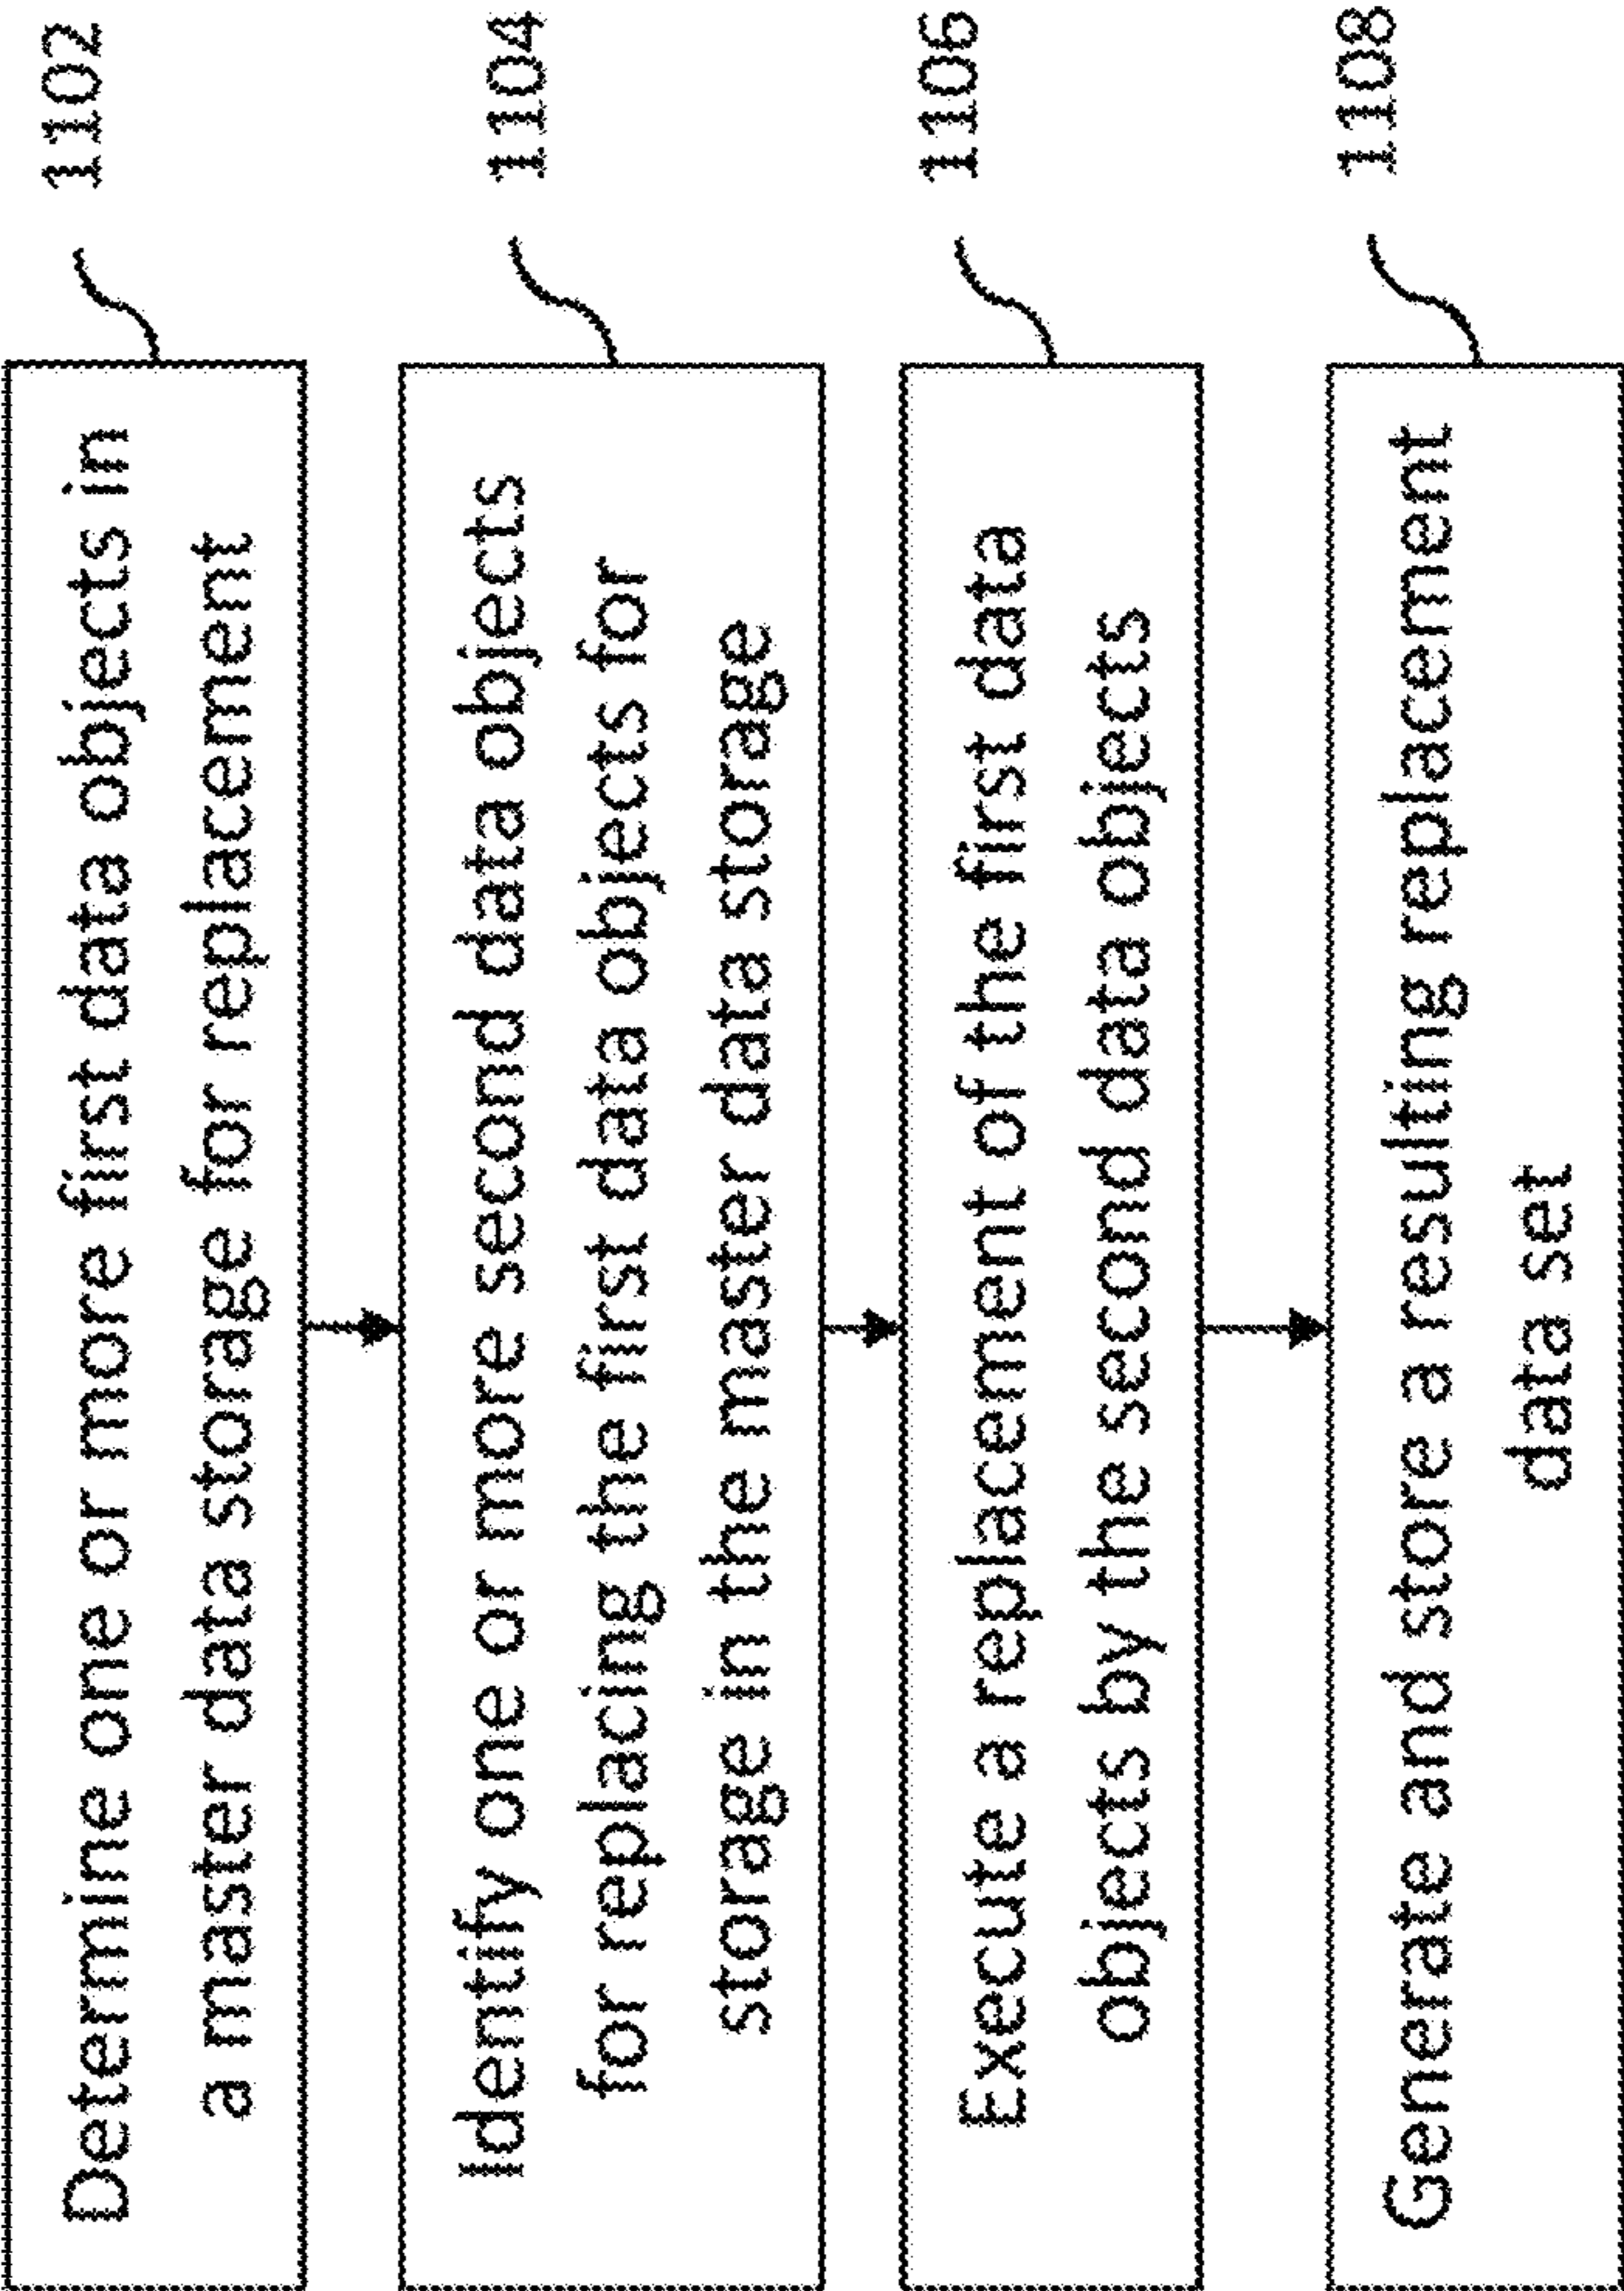 Determine one or more first data objects in
a master data storage for replacement
1102
Identify one or more second data objects
for replacing the first data objects for
storage in the master data storage
1104
Execute a replacement of the first data
objects by the second data objects
1106
Generate and store a resulting replacement
data set
1108